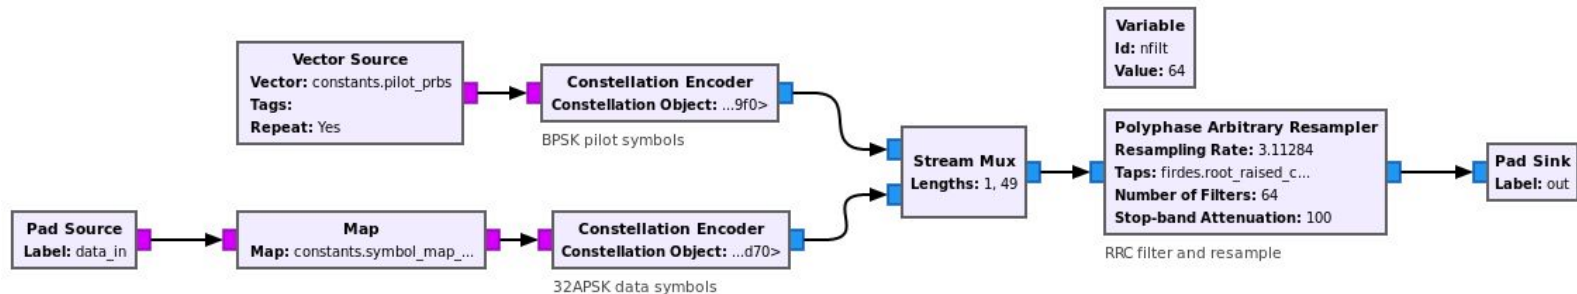 Variable
Id: nfilt
Value: 64
Vector Source
Vector: constants.pilot_prbs
Tags:
Repeat: Yes
Constellation Encoder
Constellation Object: ...9f0>
BPSK pilot symbols
Stream Mux
Lengths: 1, 49
Polyphase Arbitrary Resampler
Resampling Rate: 3.11284
Taps: firdes.root_raised_c...
Number of Filters: 64
Stop-band Attenuation: 100
RRC filter and resample
Pad Sink
Label: out
Pad Source
Label: data_in
Map
Map: constants.symbol_map_...
Constellation Encoder
Constellation Object: ...d70>
32APSK data symbols